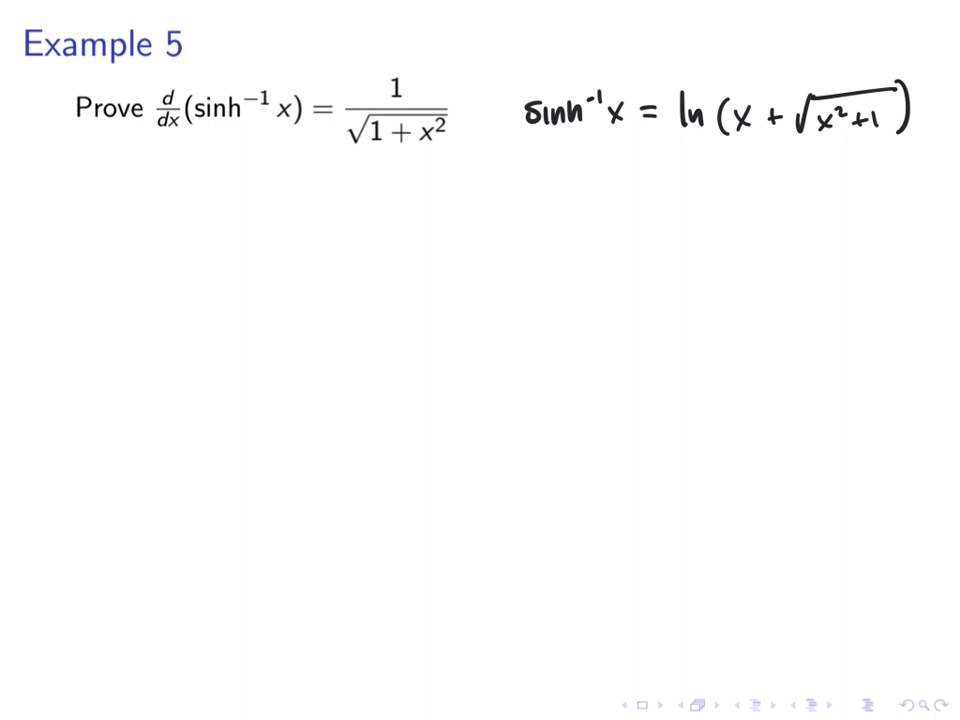 Example 5
Prove d/dx (sinh⁻¹ x) = 1/√(1 + x²)
sinh⁻¹x = ln (x + √(x²+1))